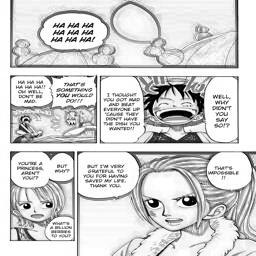 HA HA HA
HA HA HA HA
HA HA HA!
WELL,
WHY
DIDN'T
YOU SAY
SO!?
I THOUGHT
YOU GOT MAD
AND BEAT
EVERYONE UP
'CAUSE THEY
DIDN'T HAVE
THE DISH YOU
WANTED!!
THAT'S
SOMETHING
YOU WOULD
DO!!!
HA HA HA
HA HA HA!!
OH WELL,
DON'T BE
MAD.
THAT'S
IMPOSSIBLE
!!
BUT I'M VERY
GRATEFUL TO
YOU FOR HAVING
SAVED MY LIFE,
THANK YOU.
BUT WHY?
YOU'RE A
PRINCESS,
AREN'T
YOU!?
WHAT'S
A BILLION
BERRIES
TO YOU!?